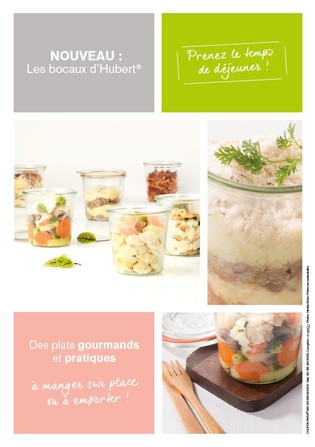 NOUVEAU :
Les bocaux d'Hubert®
Prenez le temps
de déjeuner !
Des plats gourmands
et pratiques
à manger sur place
ou à emporter !